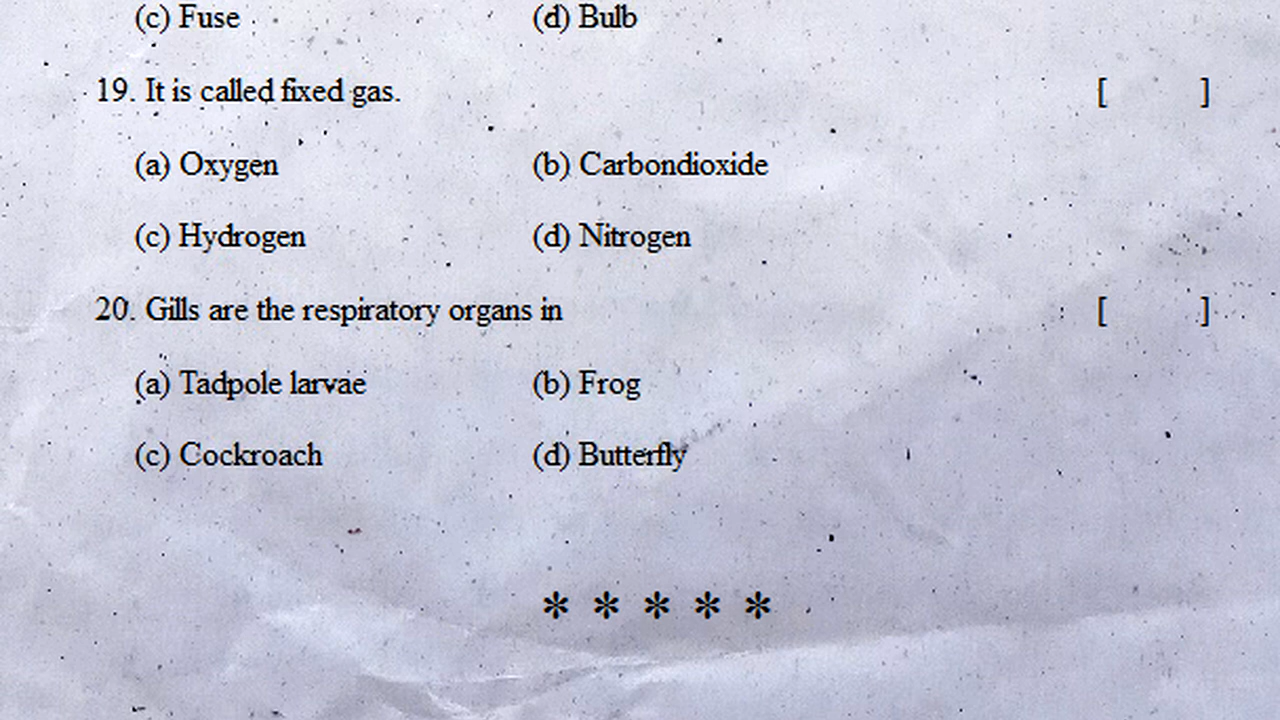 (c) Fuse (d) Bulb
19. It is called fixed gas. [ ]
(a) Oxygen (b) Carbondioxide
(c) Hydrogen (d) Nitrogen
20. Gills are the respiratory organs in [ ]
(a) Tadpole larvae (b) Frog
(c) Cockroach (d) Butterfly
* * * * *